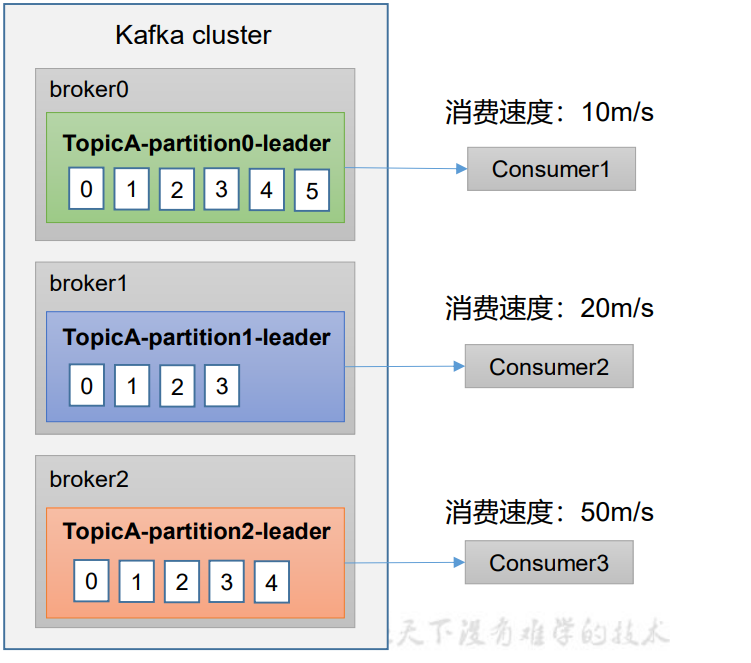 Kafka cluster
broker0
TopicA-partition0-leader
0 1 2 3 4 5
消费速度：10m/s
Consumer1
broker1
TopicA-partition1-leader
0 1 2 3
消费速度：20m/s
Consumer2
broker2
TopicA-partition2-leader
0 1 2 3 4
消费速度：50m/s
Consumer3
天下没有难学的技术